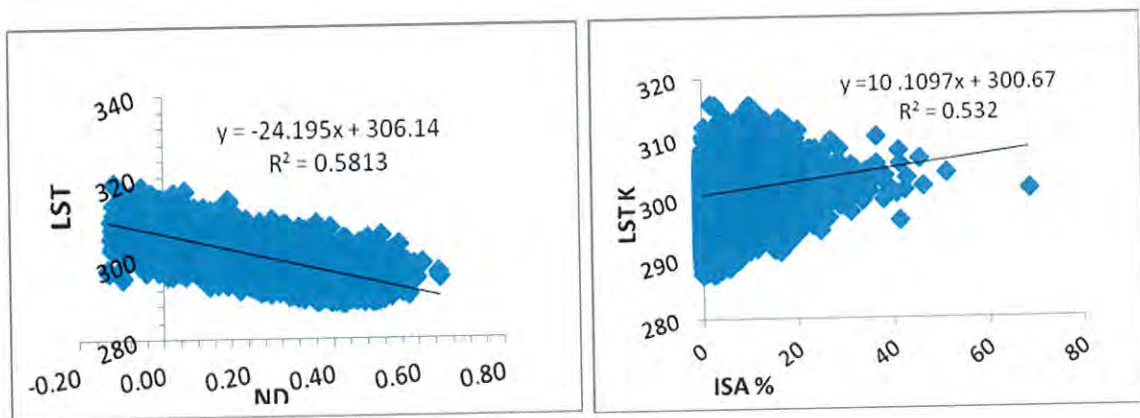 340
320
300
280
LST
y = -24.195x + 306.14
R² = 0.5813
-0.20 0.00 0.20 0.40 0.60 0.80
ND
320
310
300
290
280
LST K
y =10 .1097x + 300.67
R² = 0.532
0 20 40 60 80
ISA %